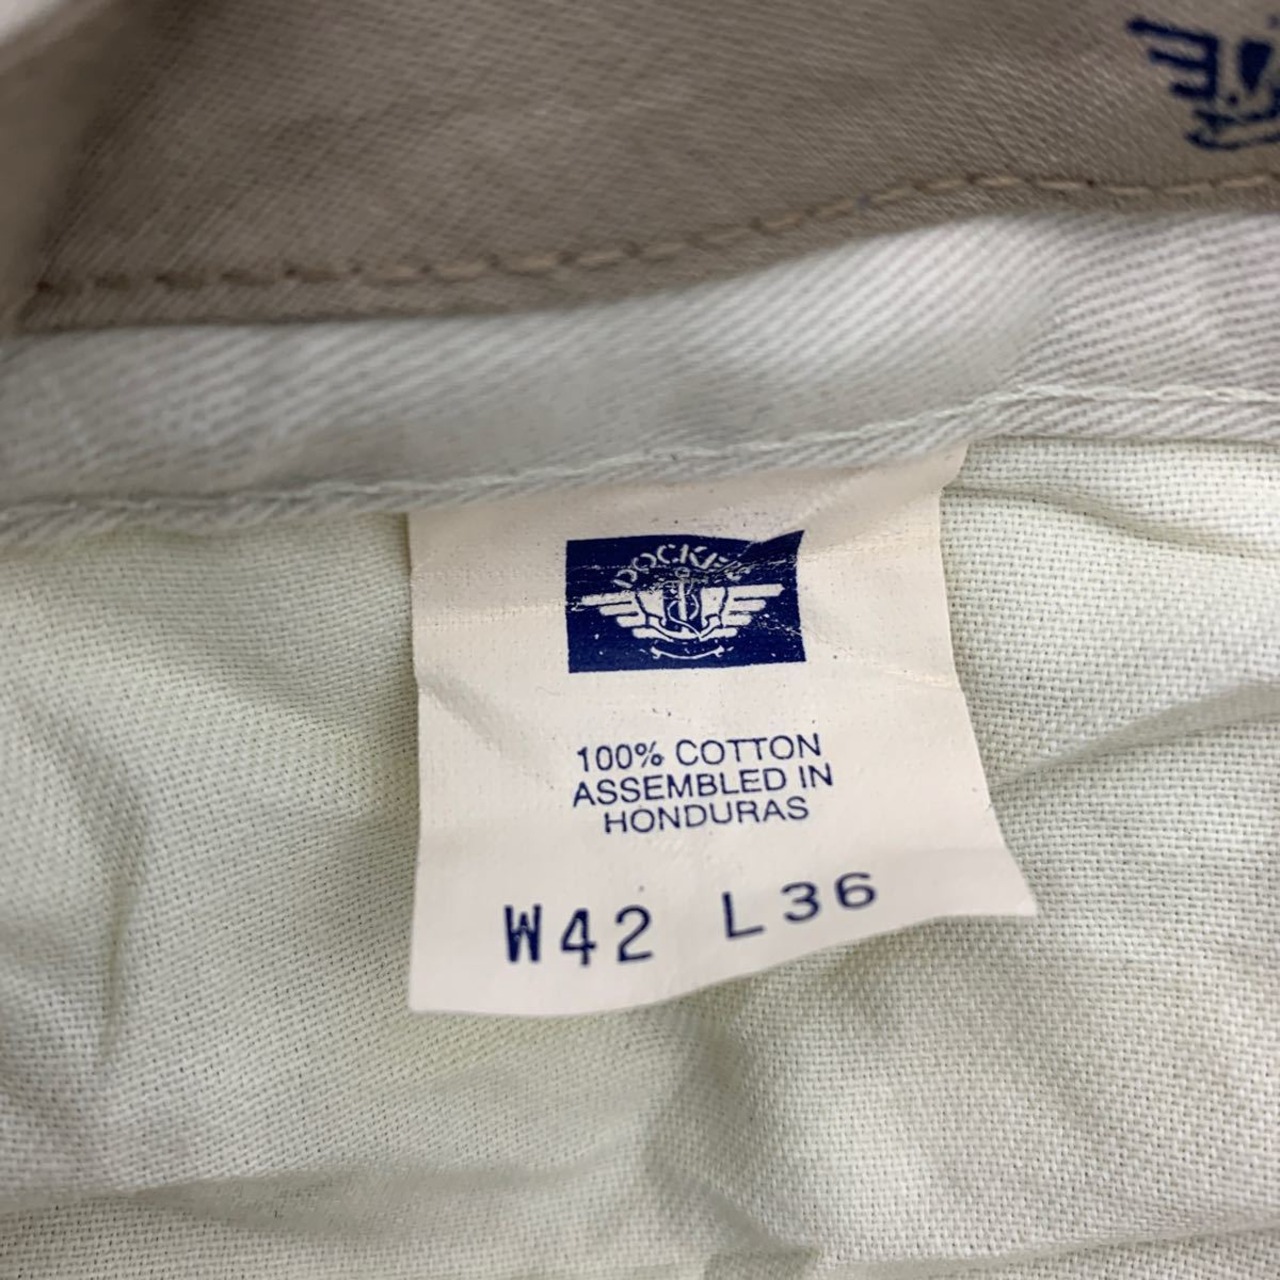 DOCKERS
100% COTTON
ASSEMBLED IN
HONDURAS
W42 L36